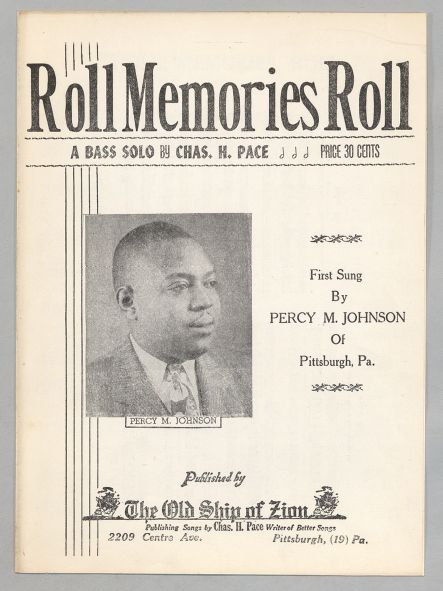 Roll Memories Roll
A BASS SOLO BY CHAS. H. PACE ♩ ♩ ♩ PRICE 30 CENTS
First Sung
By
PERCY M. JOHNSON
Of
Pittsburgh, Pa.
PERCY M. JOHNSON
Published by
The Old Ship of Zion
Publishing Songs by Chas. H. Pace Writer of Better Songs
2209 Centre Ave. Pittsburgh, (19) Pa.